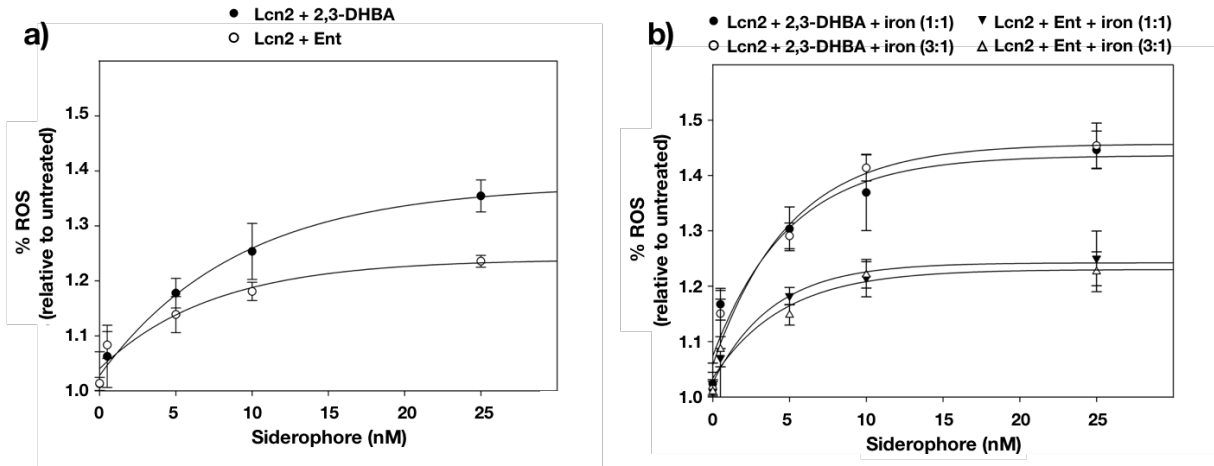 a)
Lcn2 + 2,3-DHBA
Lcn2 + Ent
% ROS
(relative to untreated)
1.5
1.4
1.3
1.2
1.1
1.0
0 5 10 15 20 25
Siderophore (nM)
b)
Lcn2 + 2,3-DHBA + iron (1:1) Lcn2 + Ent + iron (1:1)
Lcn2 + 2,3-DHBA + iron (3:1) Lcn2 + Ent + iron (3:1)
% ROS
(relative to untreated)
1.5
1.4
1.3
1.2
1.1
1.0
0 5 10 15 20 25
Siderophore (nM)